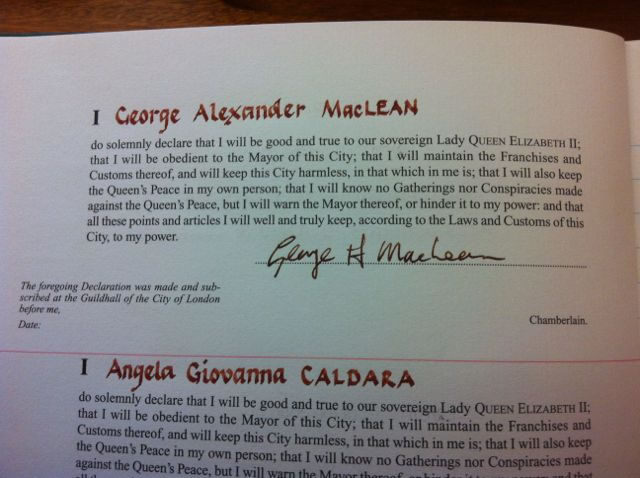 I George Alexander MacLEAN
do solemnly declare that I will be good and true to our sovereign Lady QUEEN ELIZABETH II;
that I will be obedient to the Mayor of this City; that I will maintain the Franchises and
Customs thereof, and will keep this City harmless, in that which in me is; that I will also keep
the Queen's Peace in my own person; that I will know no Gatherings nor Conspiracies made
against the Queen's Peace, but I will warn the Mayor thereof, or hinder it to my power: and that
all these points and articles I will well and truly keep, according to the Laws and Customs of this
City, to my power.
George A MacLean
The foregoing Declaration was made and sub-
scribed at the Guildhall of the City of London
before me,
Chamberlain.
Date:
I Angela Giovanna CALDARA
do solemnly declare that I will be good and true to our sovereign Lady QUEEN ELIZABETH II;
that I will be obedient to the Mayor of this City; that I will maintain the Franchises and
Customs thereof, and will keep this City harmless, in that which in me is; that I will also keep
the Queen's Peace in my own person; that I will know no Gatherings nor Conspiracies made
against the Queen's Peace, but I will warn the Mayor thereof, or hinder it to my power: and that